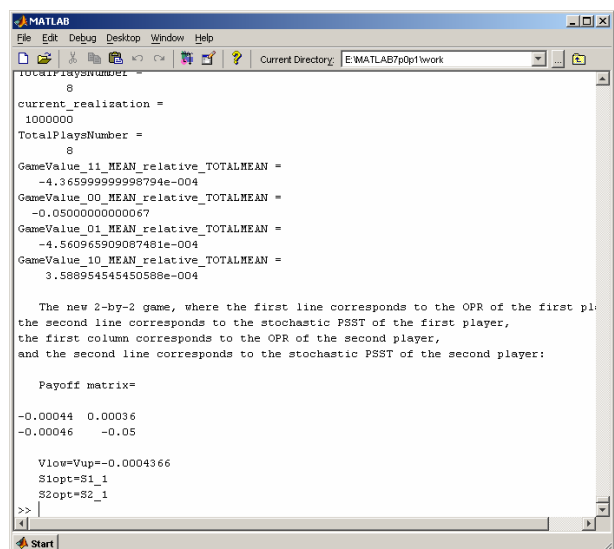 MATLAB
File Edit Debug Desktop Window Help
Current Directory: E:\MATLAB7p0p1\work ...
TotalPlaysNumber =
8
current_realization =
1000000
TotalPlaysNumber =
8
GameValue_11_MEAN_relative_TOTALMEAN =
-4.365999999998794e-004
GameValue_00_MEAN_relative_TOTALMEAN =
-0.05000000000067
GameValue_01_MEAN_relative_TOTALMEAN =
-4.560965909087481e-004
GameValue_10_MEAN_relative_TOTALMEAN =
3.588954545450588e-004
The new 2-by-2 game, where the first line corresponds to the OPR of the first pl
the second line corresponds to the stochastic PSST of the first player,
the first column corresponds to the OPR of the second player,
and the second line corresponds to the stochastic PSST of the second player:
Payoff matrix=
-0.00044 0.00036
-0.00046 -0.05
Vlow=Vup=-0.0004366
S1opt=S1_1
S2opt=S2_1
>>
Start